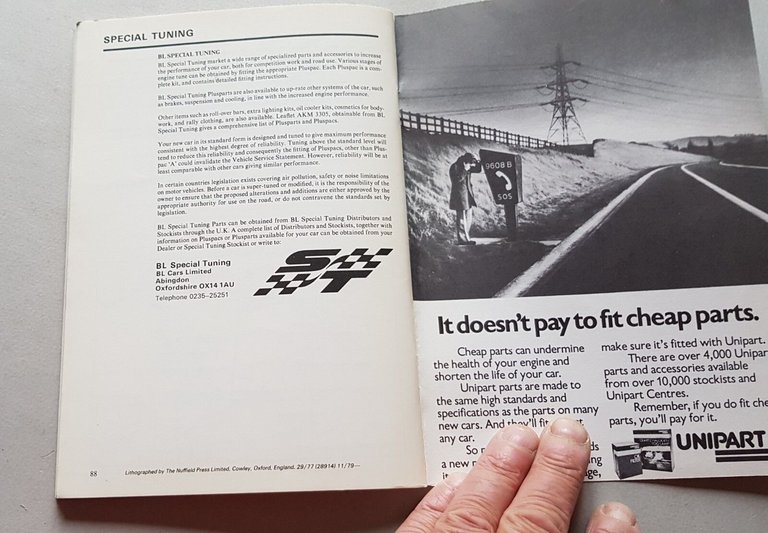 SPECIAL TUNING
BL SPECIAL TUNING
BL Special Tuning market a wide range of specialized parts and accessories to increase
the performance of your car, both for competition work and road use. Various stages of
engine tune can be obtained by fitting the appropriate Pluspac. Each Pluspac is a com-
plete kit, and contains detailed fitting instructions.
BL Special Tuning Plusparts are also available to up-rate other systems of the car, such
as brakes, suspension and cooling, in line with the increased engine performance.
Other items such as roll-over bars, extra lighting kits, oil cooler kits, cosmetics for body-
work, and rally clothing, are also available. Leaflet AKM 3305, obtainable from BL
Special Tuning gives a comprehensive list of Plusparts and Pluspacs.
Your new car in its standard form is designed and tuned to give maximum performance
consistent with the highest degree of reliability. Tuning above the standard level will
tend to reduce this reliability and consequently the fitting of Pluspacs, other than Plus-
pac 'A' could invalidate the Vehicle Service Statement. However, reliability will be at
least comparable with other cars giving similar performance.
In certain countries legislation exists covering air pollution, safety or noise limitations
on motor vehicles. Before a car is super-tuned or modified, it is the responsibility of the
owner to ensure that the proposed alterations and additions are either approved by the
appropriate authority for use on the road, or do not contravene the standards set by
legislation.
BL Special Tuning Parts can be obtained from BL Special Tuning Distributors and
Stockists through the U.K. A complete list of Distributors and Stockists, together with
information on Pluspacs or Plusparts available for your car can be obtained from your
Dealer or Special Tuning Stockist or write to:
BL Special Tuning
BL Cars Limited
Abingdon
Oxfordshire OX14 1AU
Telephone 0235-25251
ST
88
Lithographed by The Nuffield Press Limited, Cowley, Oxford, England. 29/77 (28914) 11/79—
9608 B
SOS
It doesn't pay to fit cheap parts.
Cheap parts can undermine
the health of your engine and
shorten the life of your car.
Unipart parts are made to
the same high standards and
specifications as the parts on many
new cars. And they'll fit
any car.
So
a new
make sure it's fitted with Unipart.
There are over 4,000 Unipar
parts and accessories available
from over 10,000 stockists and
Unipart Centres.
Remember, if you do fit che
parts, you'll pay for it.
UNIPART